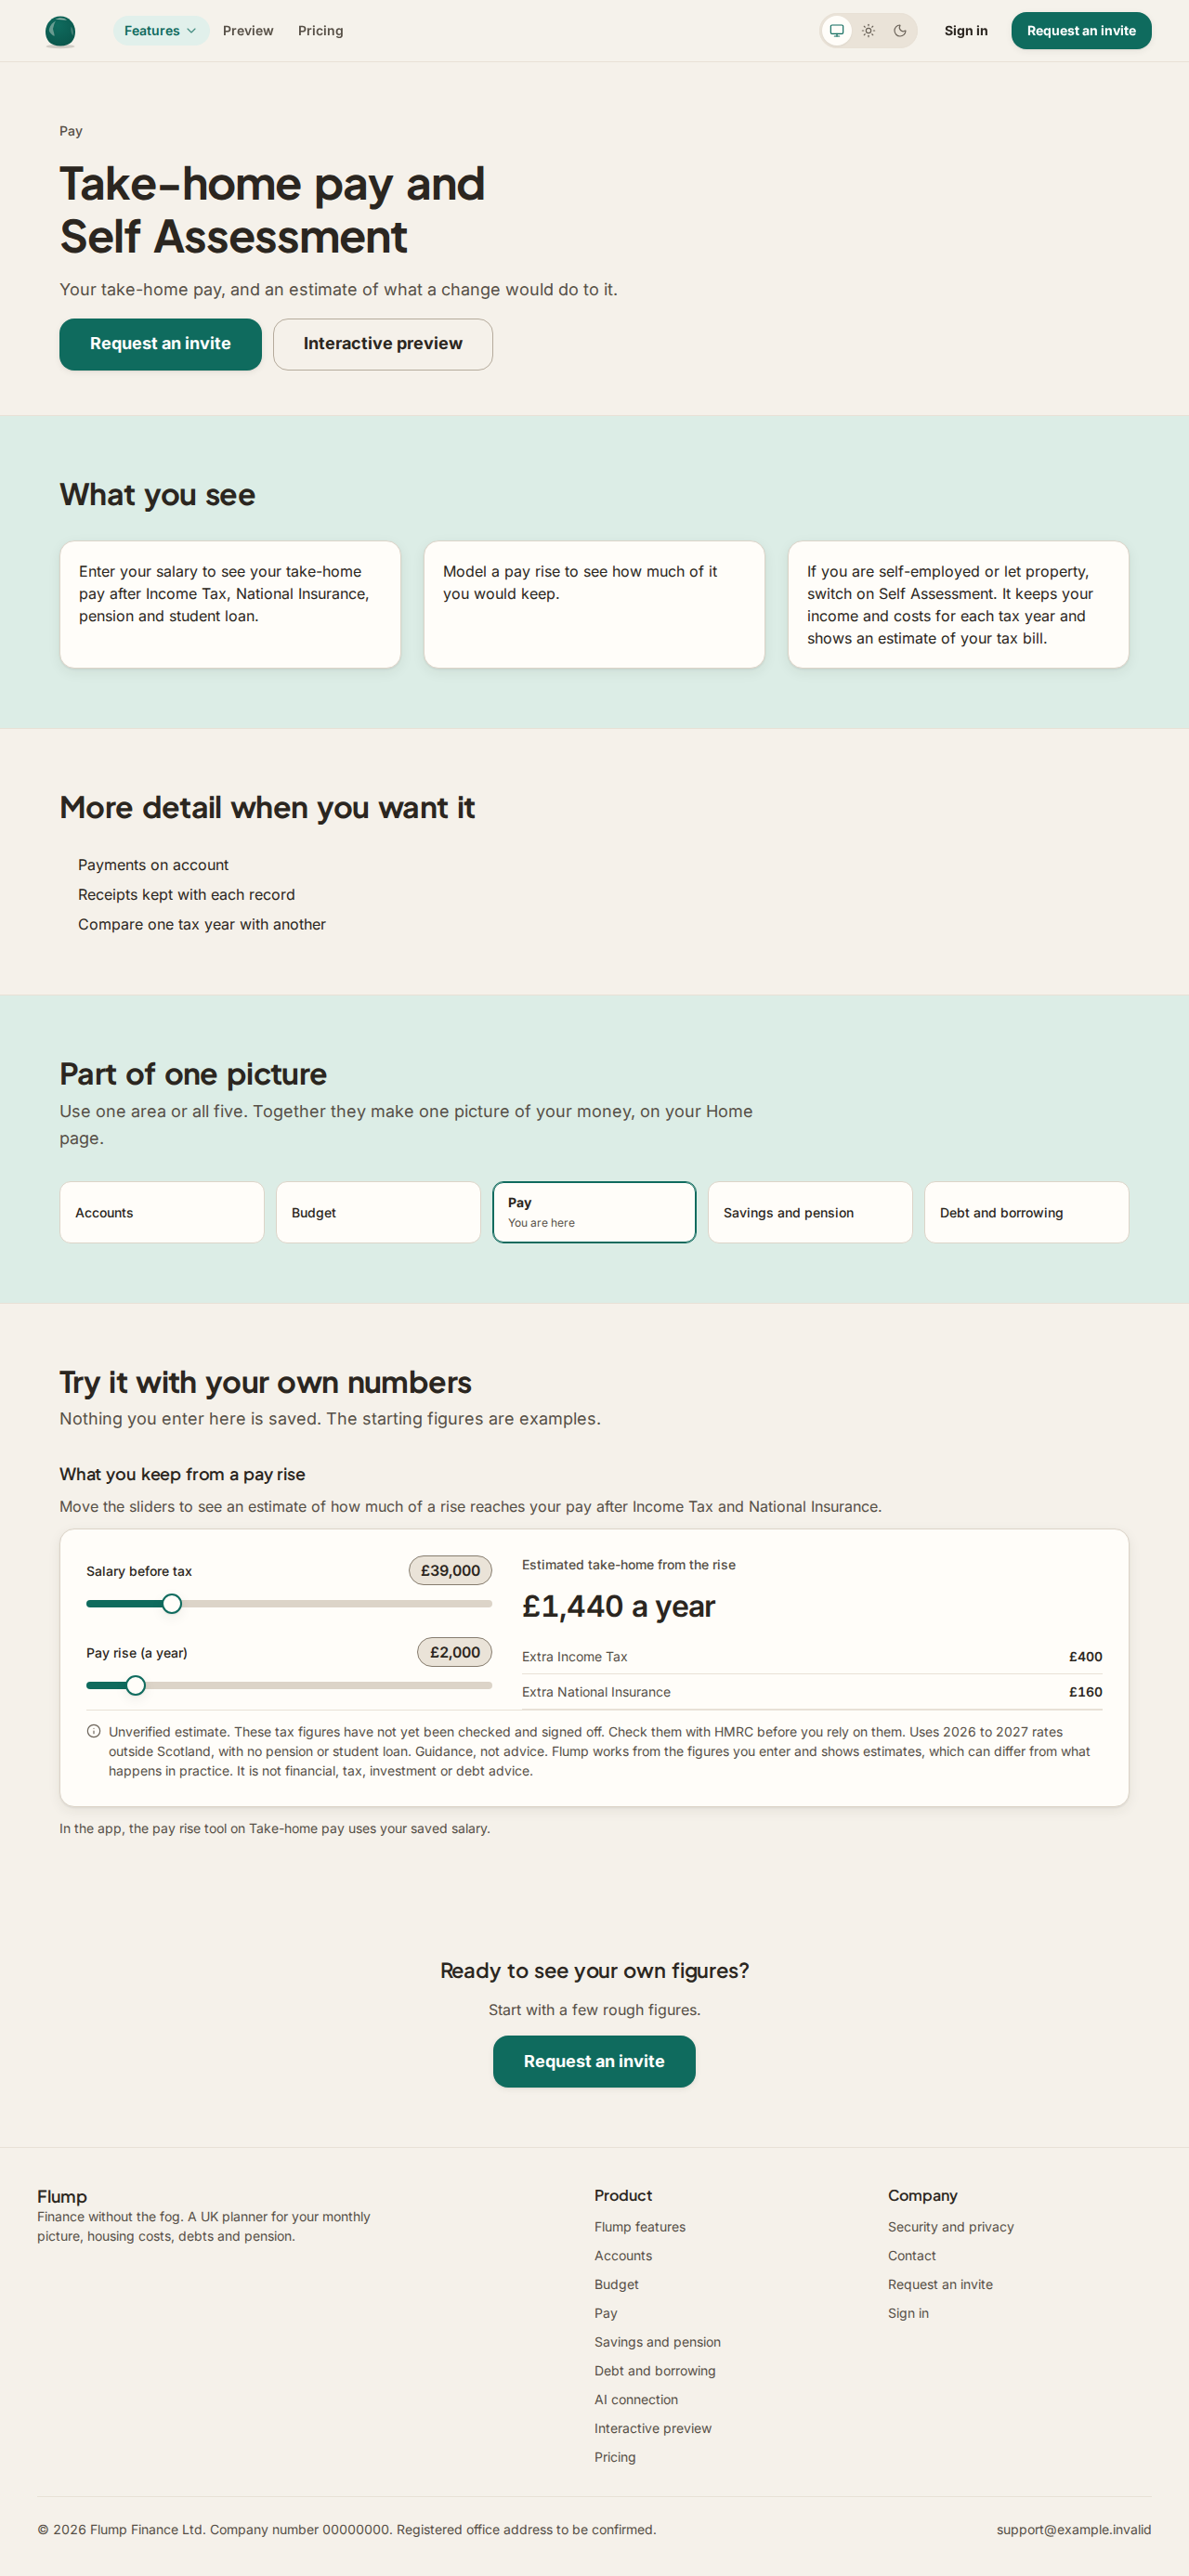 Features
Preview
Pricing
Sign in
Request an invite
Pay
Take-home pay and
Self Assessment
Your take-home pay, and an estimate of what a change would do to it.
Request an invite
Interactive preview
What you see
Enter your salary to see your take-home
pay after Income Tax, National Insurance,
pension and student loan.
Model a pay rise to see how much of it
you would keep.
If you are self-employed or let property,
switch on Self Assessment. It keeps your
income and costs for each tax year and
shows an estimate of your tax bill.
More detail when you want it
Payments on account
Receipts kept with each record
Compare one tax year with another
Part of one picture
Use one area or all five. Together they make one picture of your money, on your Home
page.
Accounts
Budget
Pay
You are here
Savings and pension
Debt and borrowing
Try it with your own numbers
Nothing you enter here is saved. The starting figures are examples.
What you keep from a pay rise
Move the sliders to see an estimate of how much of a rise reaches your pay after Income Tax and National Insurance.
Salary before tax
£39,000
Pay rise (a year)
£2,000
Estimated take-home from the rise
£1,440 a year
Extra Income Tax
£400
Extra National Insurance
£160
Unverified estimate. These tax figures have not yet been checked and signed off. Check them with HMRC before you rely on them. Uses 2026 to 2027 rates
outside Scotland, with no pension or student loan. Guidance, not advice. Flump works from the figures you enter and shows estimates, which can differ from what
happens in practice. It is not financial, tax, investment or debt advice.
In the app, the pay rise tool on Take-home pay uses your saved salary.
Ready to see your own figures?
Start with a few rough figures.
Request an invite
Flump
Finance without the fog. A UK planner for your monthly
picture, housing costs, debts and pension.
Product
Flump features
Accounts
Budget
Pay
Savings and pension
Debt and borrowing
AI connection
Interactive preview
Pricing
Company
Security and privacy
Contact
Request an invite
Sign in
© 2026 Flump Finance Ltd. Company number 00000000. Registered office address to be confirmed.
support@example.invalid